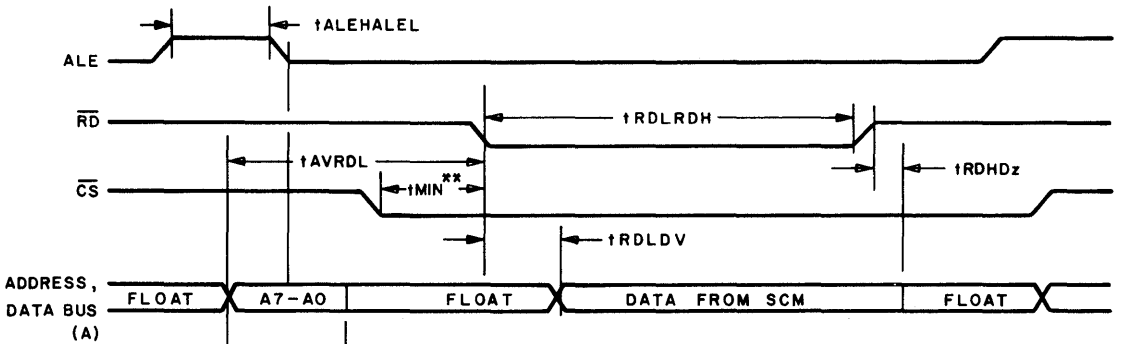 tALEHALEL
ALE
RD
tRDLRDH
tAVRDL
tRDHDz
CS
tMIN**
tRDLDV
ADDRESS,
DATA BUS
(A)
FLOAT A7-A0 FLOAT DATA FROM SCM FLOAT